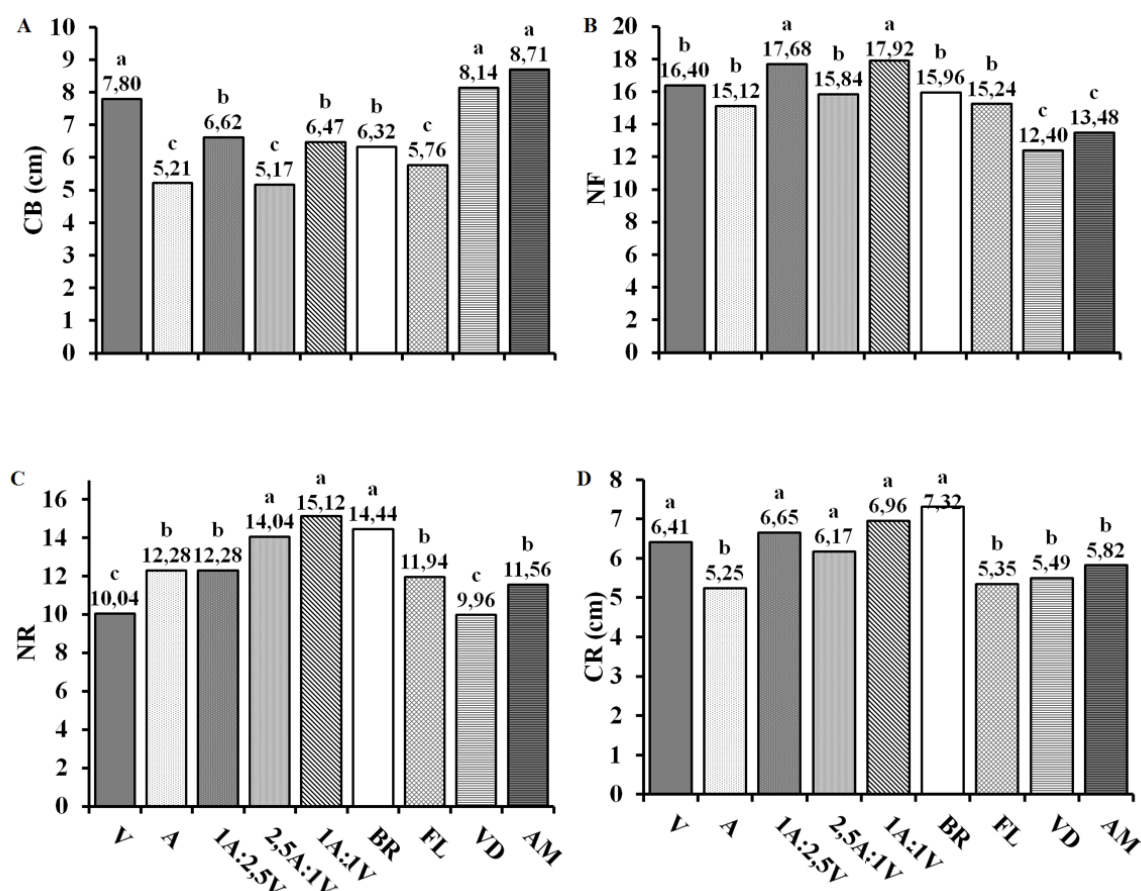 A
CB (cm)
10
9
8
7
6
5
4
3
2
1
0
a
7,80
c
5,21
b
6,62
c
5,17
b
6,47
b
6,32
c
5,76
a
8,14
a
8,71
B
NF
20
18
16
14
12
10
8
6
4
2
0
b
16,40
b
15,12
a
17,68
b
15,84
a
17,92
b
15,96
b
15,24
c
12,40
c
13,48
C
NR
16
14
12
10
8
6
4
2
0
c
10,04
b
12,28
b
12,28
a
14,04
a
15,12
a
14,44
b
11,94
c
9,96
b
11,56
V
A
1A:2,5V
2,5A:1V
1A:1V
BR
FL
VD
AM
D
CR (cm)
8
7
6
5
4
3
2
1
0
a
6,41
b
5,25
a
6,65
a
6,17
a
6,96
a
7,32
b
5,35
b
5,49
b
5,82
V
A
1A:2,5V
2,5A:1V
1A:1V
BR
FL
VD
AM